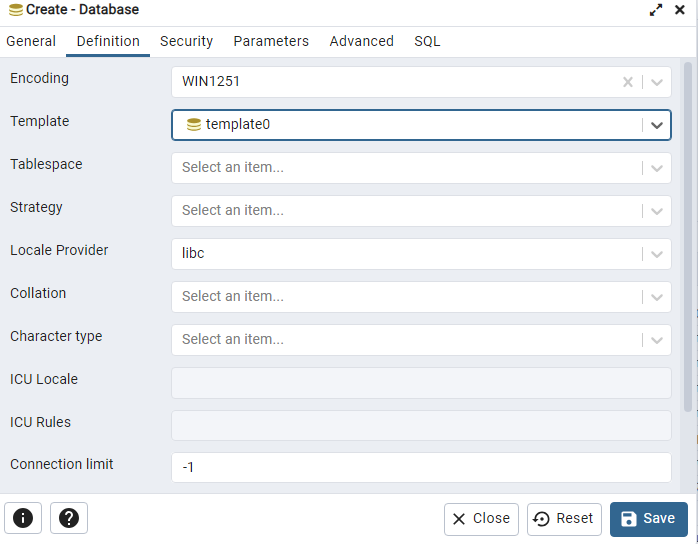 Create - Database
General Definition Security Parameters Advanced SQL
Encoding WIN1251
Template template0
Tablespace Select an item...
Strategy Select an item...
Locale Provider libc
Collation Select an item...
Character type Select an item...
ICU Locale
ICU Rules
Connection limit -1
Close Reset Save